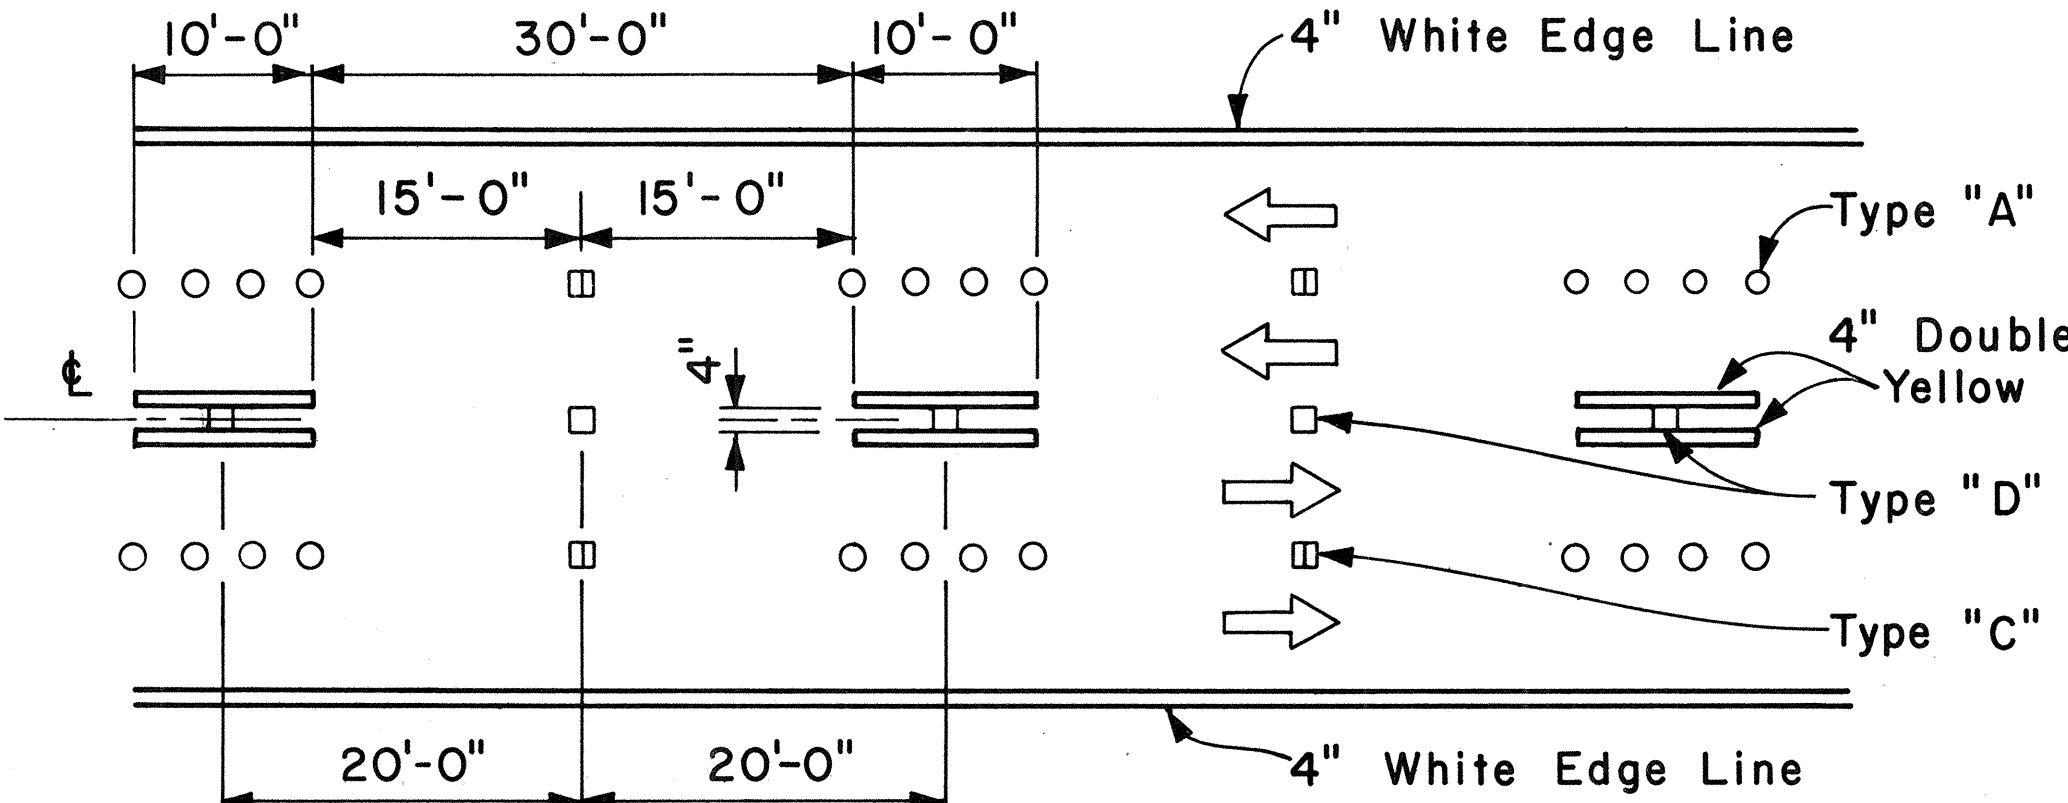 10'-0" 30'-0" 10'-0" 4" White Edge Line
15'-0" 15'-0"
Type "A"
4" Double
Yellow
℄
4"
Type "D"
Type "C"
20'-0" 20'-0" 4" White Edge Line